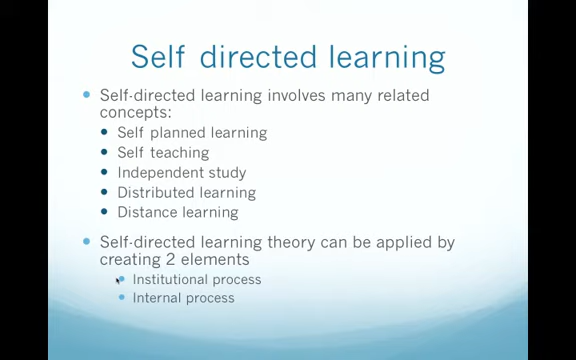 Self directed learning
Self-directed learning involves many related
concepts:
Self planned learning
Self teaching
Independent study
Distributed learning
Distance learning
Self-directed learning theory can be applied by
creating 2 elements
Institutional process
Internal process